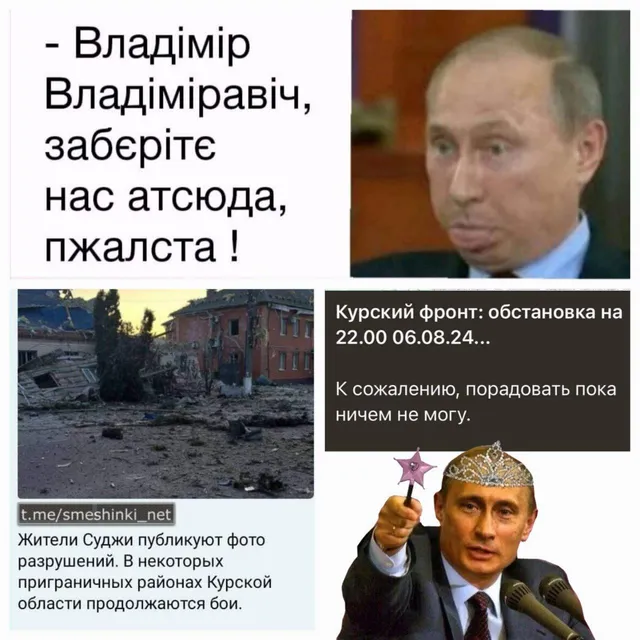 - Владімір
Владіміравіч,
забєрітє
нас атсюда,
пжалста !
Курский фронт: обстановка на
22.00 06.08.24...
К сожалению, порадовать пока
ничем не могу.
t.me/smeshinki_net
Жители Суджи публикуют фото
разрушений. В некоторых
приграничных районах Курской
области продолжаются бои.